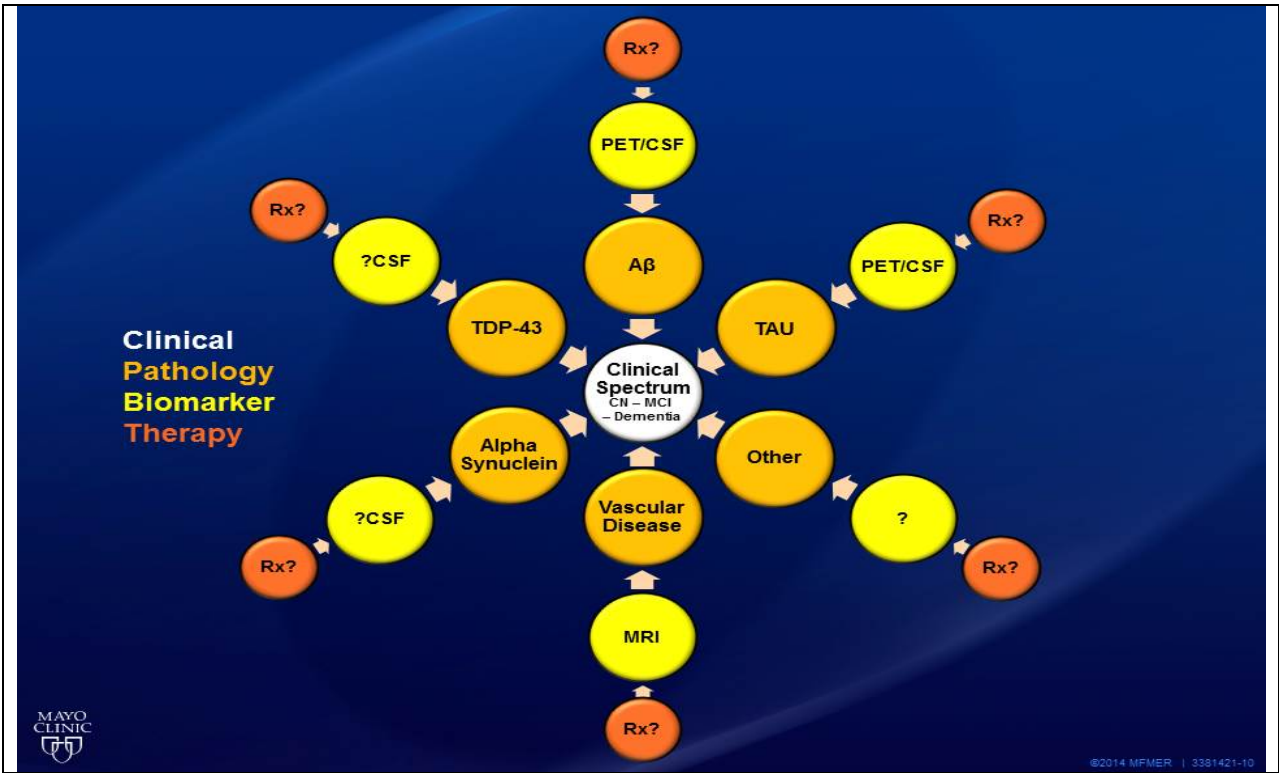 Rx?
PET/CSF
Rx?
Rx?
?CSF
PET/CSF
Aβ
TDP-43
TAU
Clinical
Pathology
Biomarker
Therapy
Clinical
Spectrum
CN – MCI
– Dementia
Alpha
Synuclein
Other
Vascular
Disease
?CSF
?
Rx?
Rx?
MRI
Rx?
MAYO
CLINIC
©2014 MFMER | 3381421-10